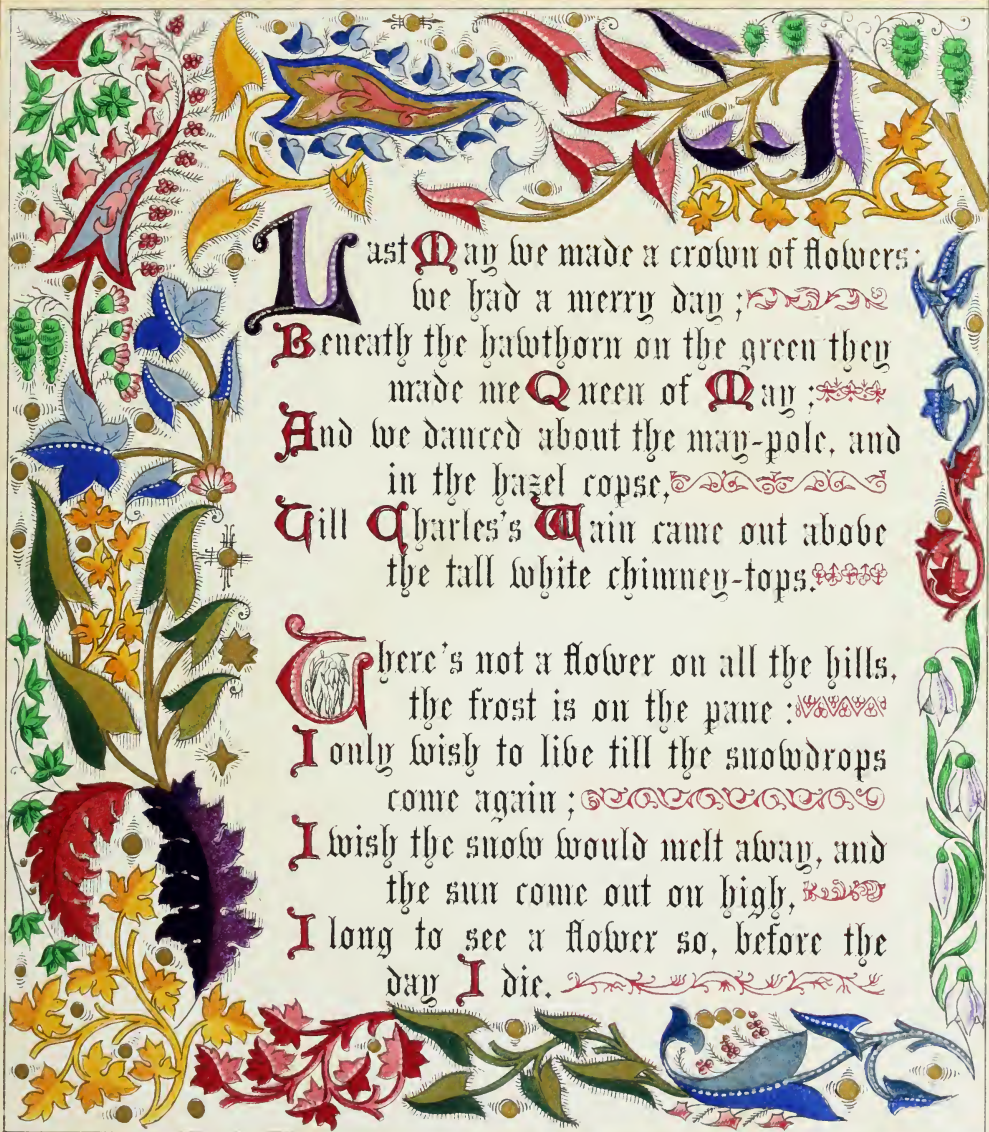 Last May we made a crown of flowers:
we had a merry day ;
Beneath the hawthorn on the green they
made me Queen of May ;
And we danced about the may-pole, and
in the hazel copse,
Till Charles's Wain came out above
the tall white chimney-tops.
There's not a flower on all the hills,
the frost is on the pane :
I only wish to live till the snowdrops
come again ;
I wish the snow would melt away, and
the sun come out on high,
I long to see a flower so, before the
day I die.